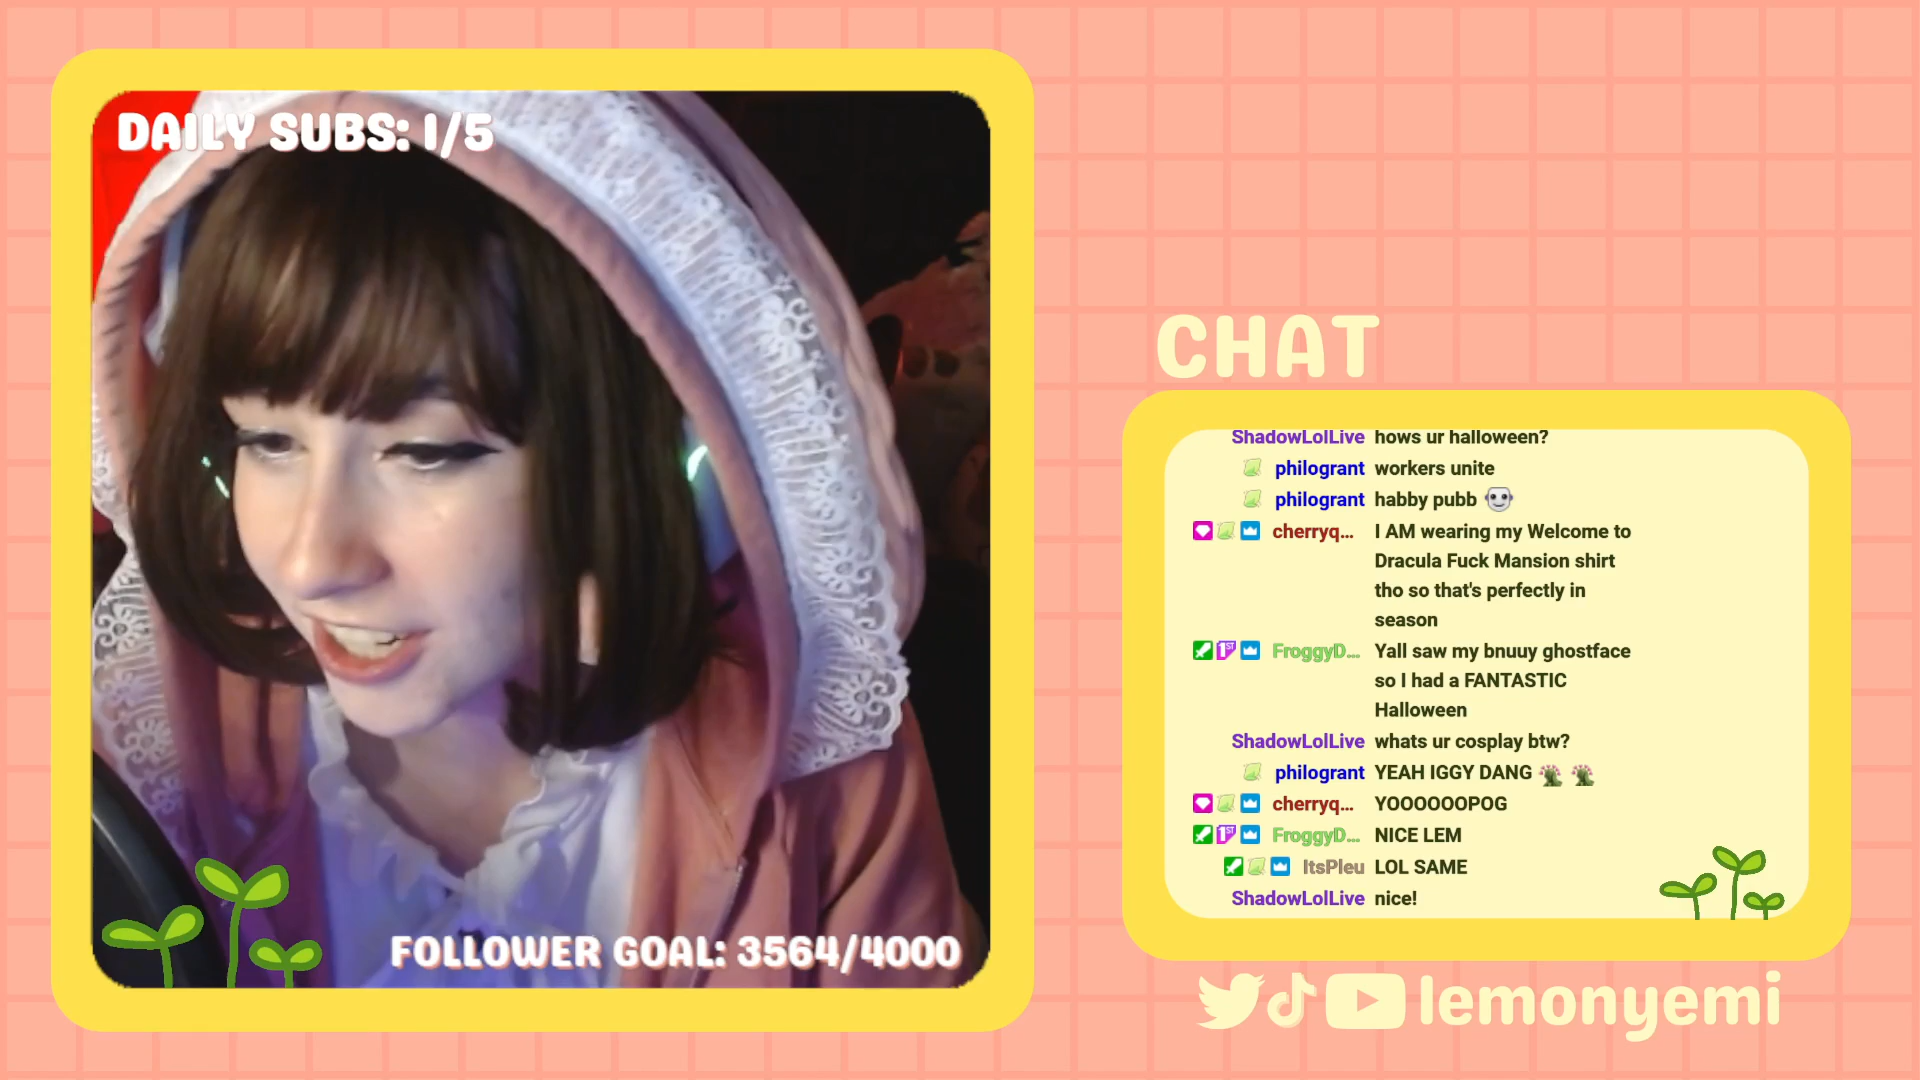 DAILY SUBS: 1/5
FOLLOWER GOAL: 3564/4000
CHAT
ShadowLolLive hows ur halloween?
philogrant workers unite
philogrant habby pubb
cherryq... I AM wearing my Welcome to
Dracula Fuck Mansion shirt
tho so that's perfectly in
season
1ST FroggyD... Yall saw my bnuuy ghostface
so I had a FANTASTIC
Halloween
ShadowLolLive whats ur cosplay btw?
philogrant YEAH IGGY DANG
cherryq... YOOOOOOPOG
1ST FroggyD... NICE LEM
ItsPleu LOL SAME
ShadowLolLive nice!
lemonyemi